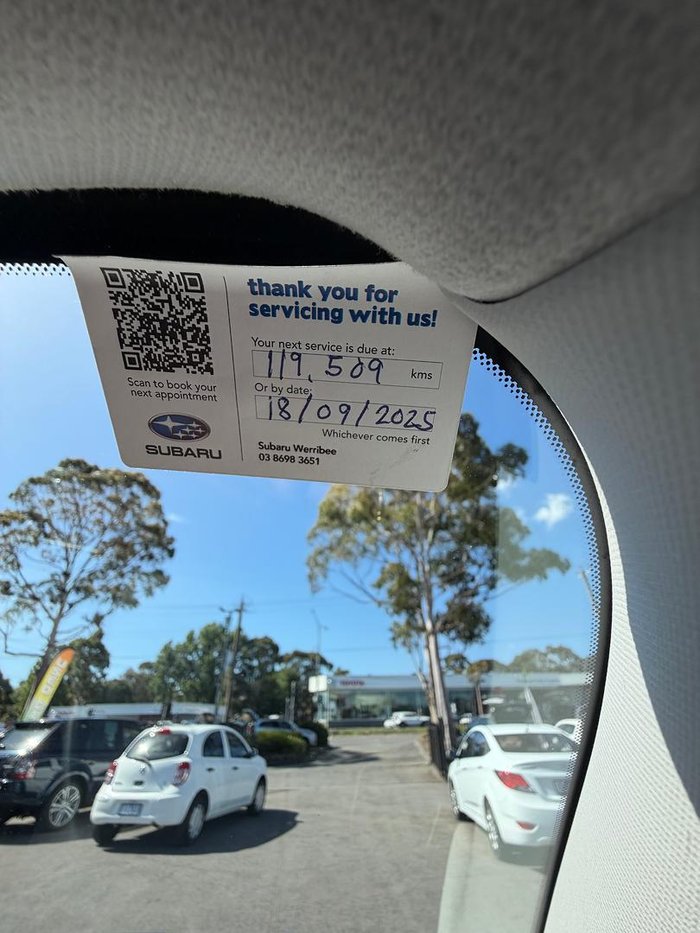 thank you for
servicing with us!
Your next service is due at:
119,509 kms
Or by date:
18/09/2025
Whichever comes first
Scan to book your
next appointment
SUBARU
Subaru Werribee
03 8698 3651
TOYOTA